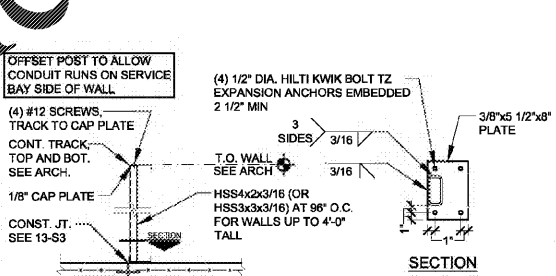 OFFSET POST TO ALLOW
CONDUIT RUNS ON SERVICE
BAY SIDE OF WALL
(4) #12 SCREWS,
TRACK TO CAP PLATE
CONT. TRACK,
TOP AND BOT.
SEE ARCH.
1/8" CAP PLATE
CONST. JT.
SEE 13-S3
SECTION
T.O. WALL
SEE ARCH
HSS4x2x3/16 (OR
HSS3x3x3/16) AT 96" O.C.
FOR WALLS UP TO 4'-0"
TALL
(4) 1/2" DIA. HILTI KWIK BOLT TZ
EXPANSION ANCHORS EMBEDDED
2 1/2" MIN
3
SIDES
3/16
3/16
3/8"x5 1/2"x8"
PLATE
1"
1"
SECTION